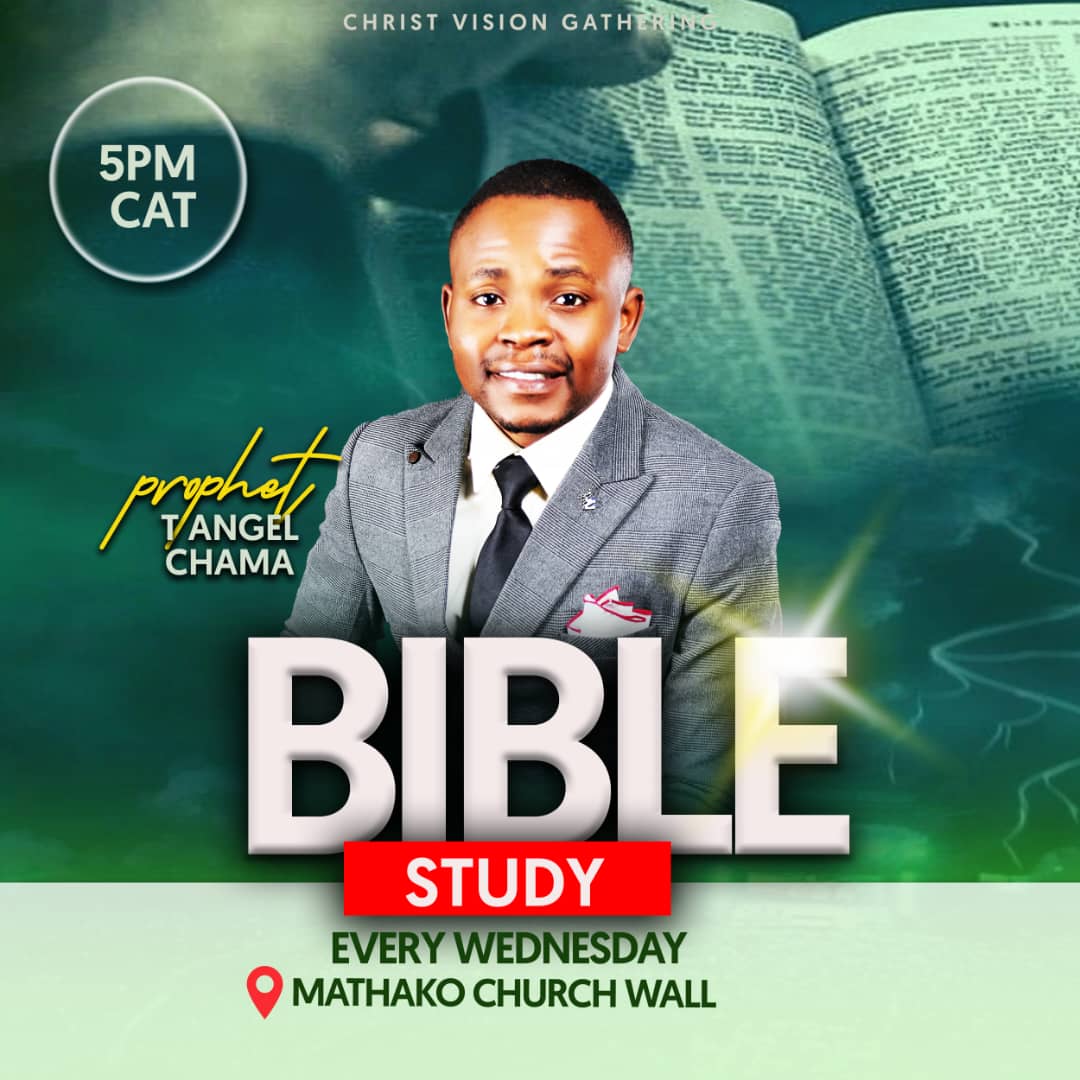 CHRIST VISION GATHERING
5PM
CAT
prophet
T ANGEL
CHAMA
BIBLE
STUDY
EVERY WEDNESDAY
MATHAKO CHURCH WALL